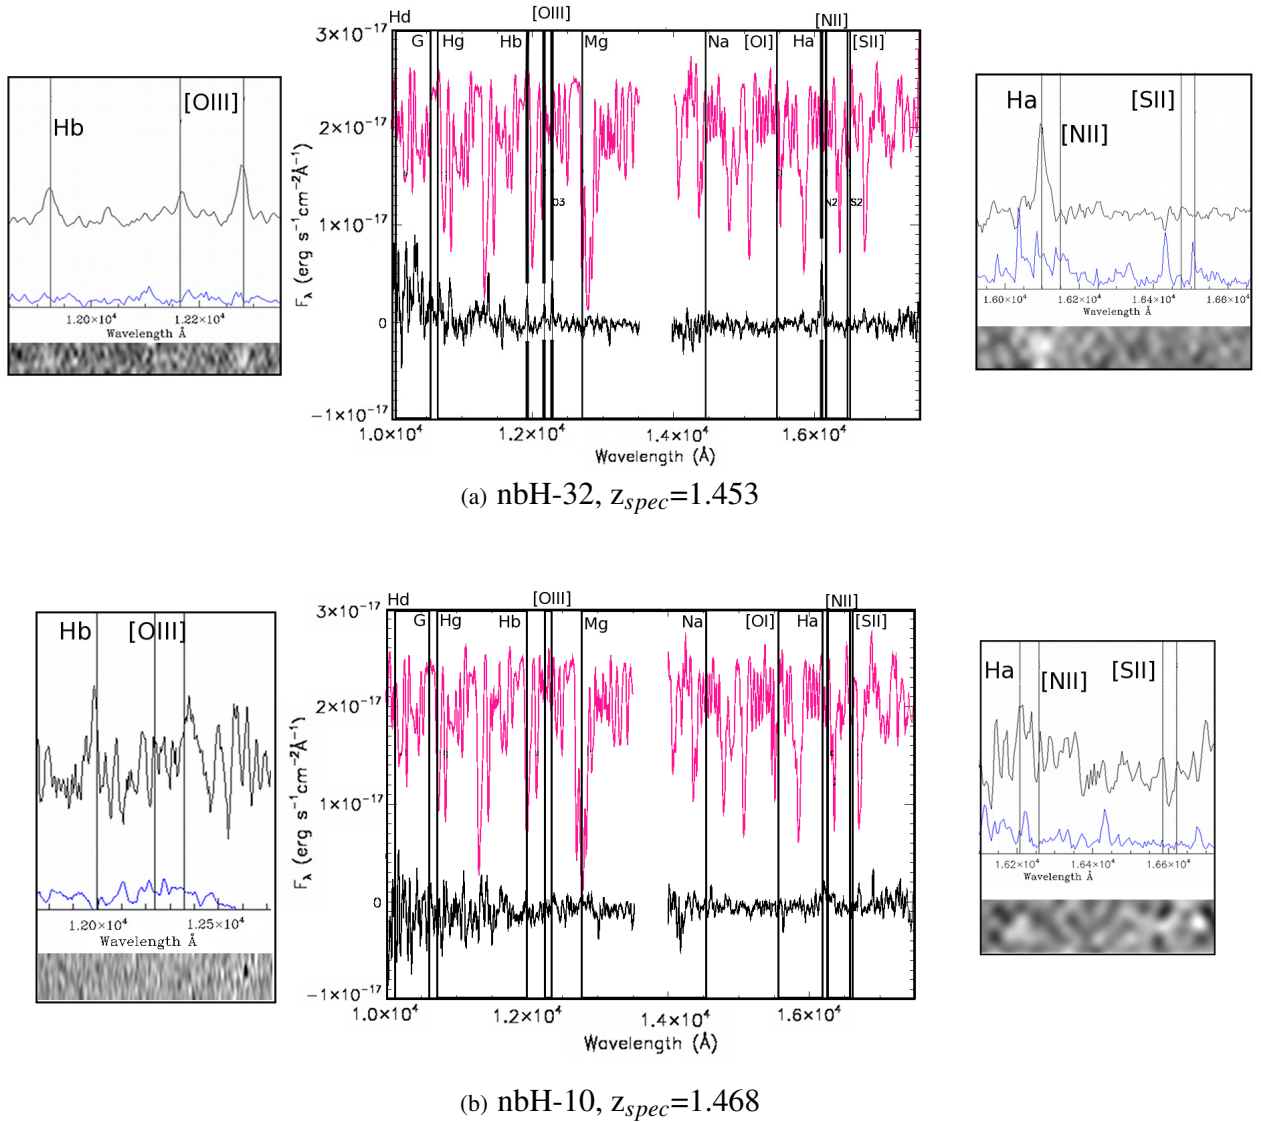 Hd [OIII] [NII]
3×10⁻¹⁷
G Hg Hb Mg Na [OI] Ha [SII]
[OIII]
Hb
1.20×10⁴ 1.22×10⁴
Wavelength Å
2×10⁻¹⁷
1×10⁻¹⁷
0
−1×10⁻¹⁷
F_λ (erg s⁻¹cm⁻²Å⁻¹)
O3 N2 S2
1.0×10⁴ 1.2×10⁴ 1.4×10⁴ 1.6×10⁴
Wavelength (Å)
Ha [SII]
[NII]
1.60×10⁴ 1.62×10⁴ 1.64×10⁴ 1.66×10⁴
Wavelength Å
(a) nbH-32, z_spec=1.453
Hd [OIII] [NII]
3×10⁻¹⁷
G Hg Hb Mg Na [OI] Ha [SII]
Hb [OIII]
1.20×10⁴ 1.25×10⁴
Wavelength Å
2×10⁻¹⁷
1×10⁻¹⁷
0
−1×10⁻¹⁷
F_λ (erg s⁻¹cm⁻²Å⁻¹)
1.0×10⁴ 1.2×10⁴ 1.4×10⁴ 1.6×10⁴
Wavelength (Å)
Ha [SII]
[NII]
1.62×10⁴ 1.64×10⁴ 1.66×10⁴
Wavelength Å
(b) nbH-10, z_spec=1.468